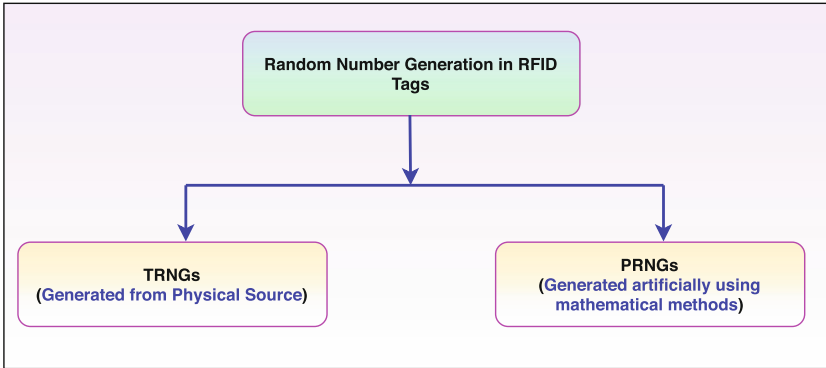 Random Number Generation in RFID
Tags
TRNGs
(Generated from Physical Source)
PRNGs
(Generated artificially using
mathematical methods)